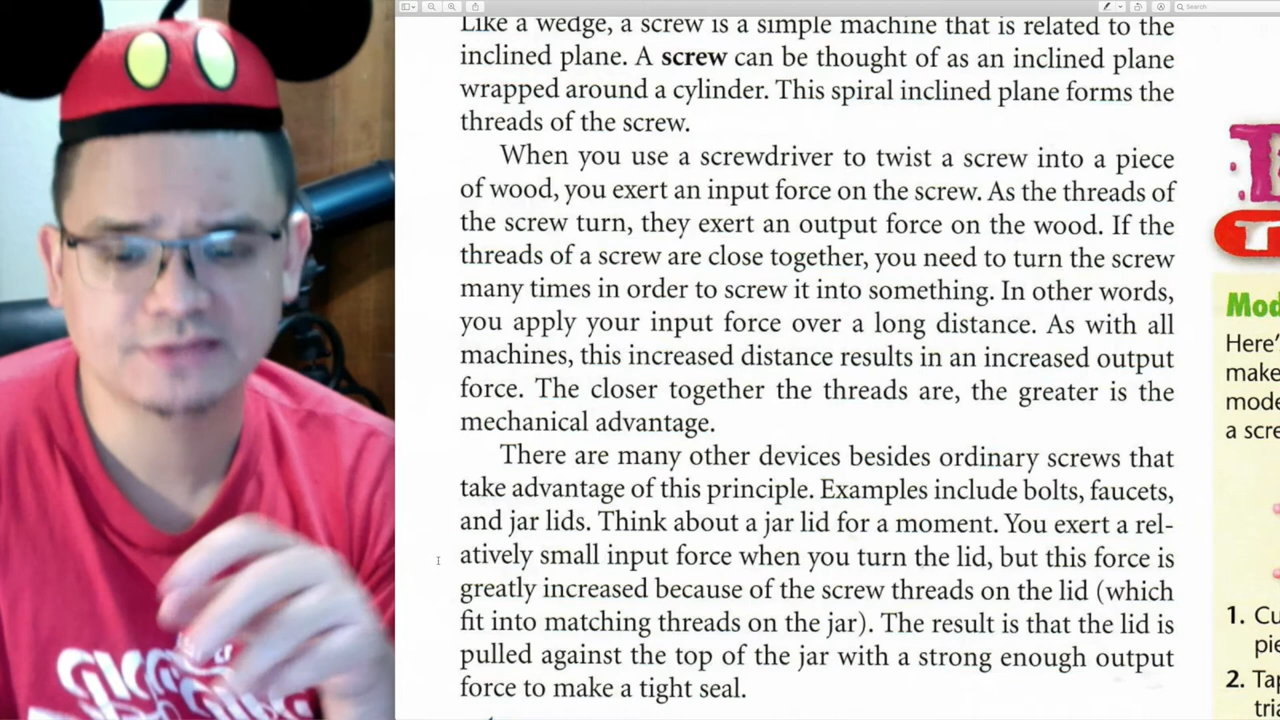 Search
Like a wedge, a screw is a simple machine that is related to the
inclined plane. A screw can be thought of as an inclined plane
wrapped around a cylinder. This spiral inclined plane forms the
threads of the screw.
When you use a screwdriver to twist a screw into a piece
of wood, you exert an input force on the screw. As the threads of
the screw turn, they exert an output force on the wood. If the
threads of a screw are close together, you need to turn the screw
many times in order to screw it into something. In other words,
you apply your input force over a long distance. As with all
machines, this increased distance results in an increased output
force. The closer together the threads are, the greater is the
mechanical advantage.
There are many other devices besides ordinary screws that
take advantage of this principle. Examples include bolts, faucets,
and jar lids. Think about a jar lid for a moment. You exert a rel-
atively small input force when you turn the lid, but this force is
greatly increased because of the screw threads on the lid (which
fit into matching threads on the jar). The result is that the lid is
pulled against the top of the jar with a strong enough output
force to make a tight seal.
T
Mod
Here'
make
mode
a scre
1. Cu
pie
2. Tap
tria